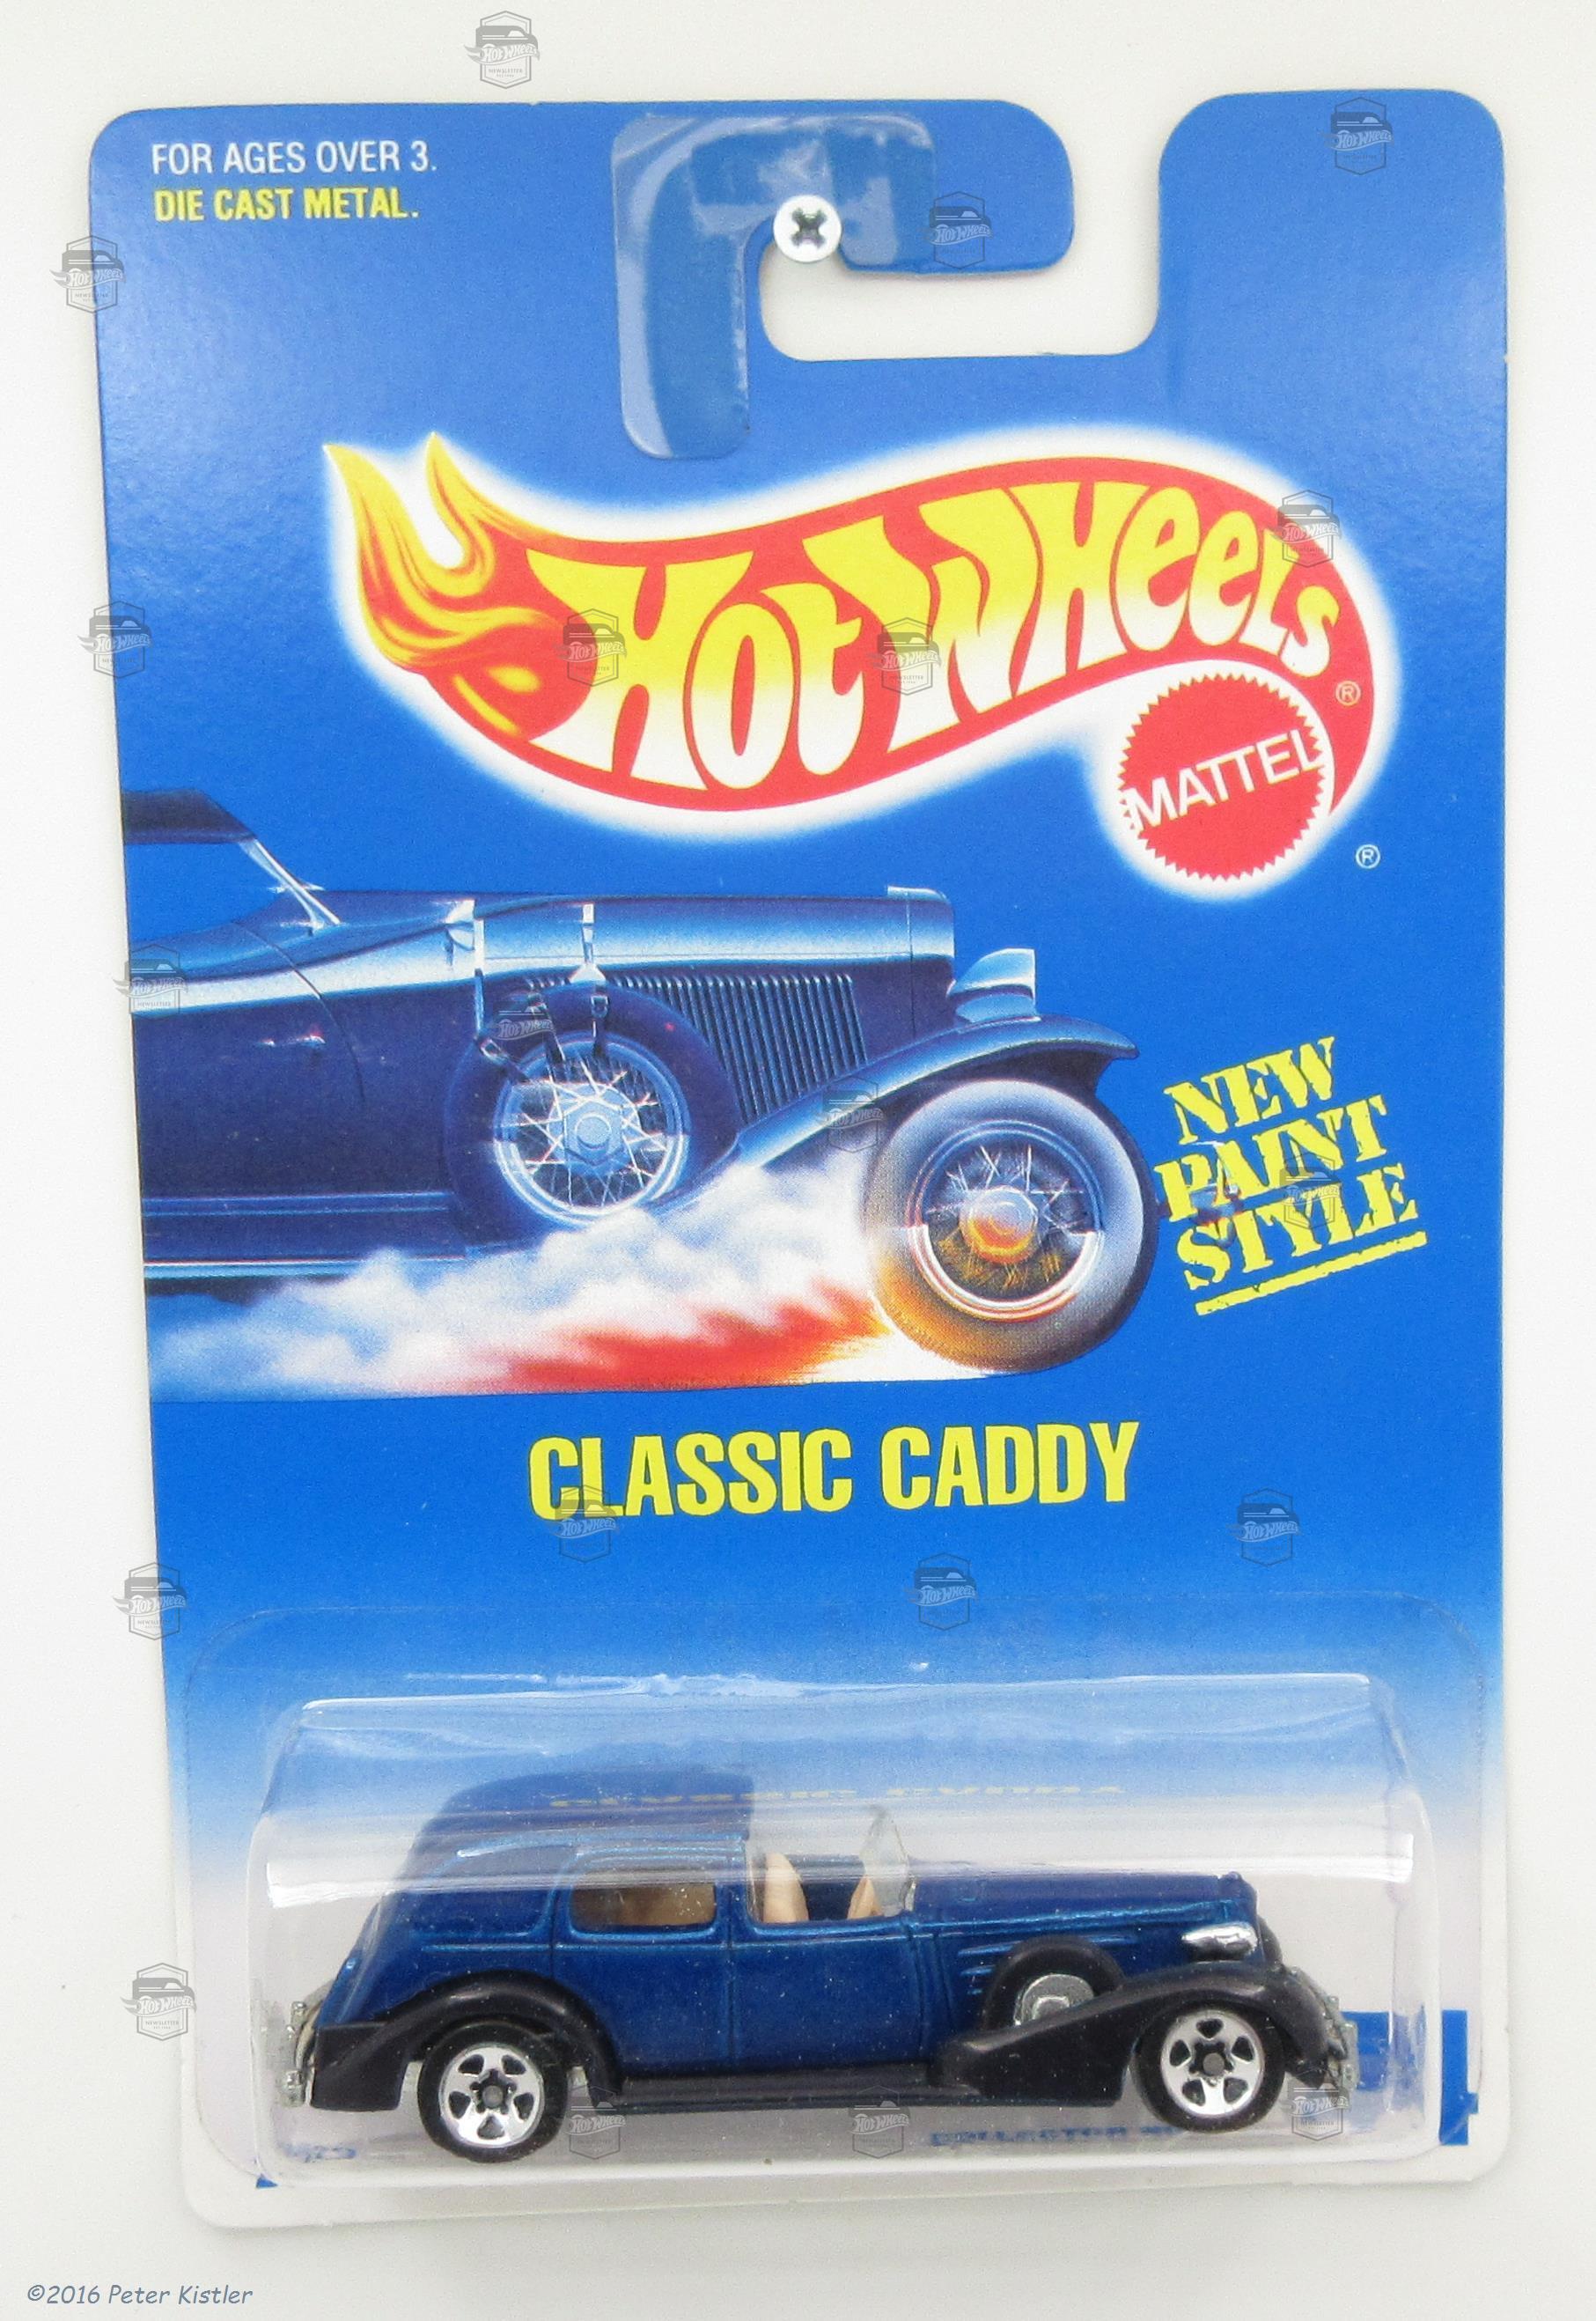 FOR AGES OVER 3.
DIE CAST METAL.
HOT WHEELS
®
MATTEL
®
NEW
PAINT
STYLE
CLASSIC CADDY
©2016 Peter Kistler